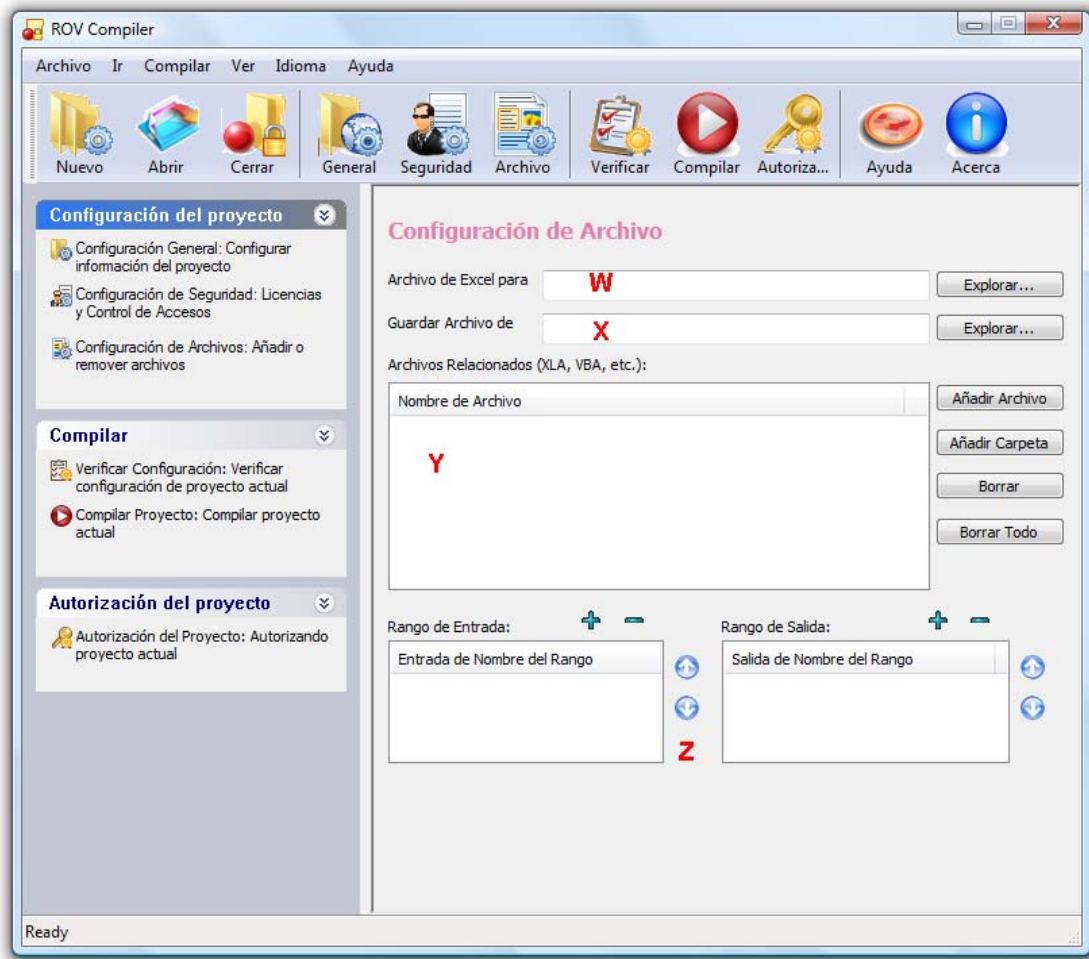 ROV Compiler
Archivo Ir Compilar Ver Idioma Ayuda
Nuevo Abrir Cerrar General Seguridad Archivo Verificar Compilar Autoriza... Ayuda Acerca
Configuración del proyecto
Configuración General: Configurar
información del proyecto
Configuración de Seguridad: Licencias
y Control de Accesos
Configuración de Archivos: Añadir o
remover archivos
Compilar
Verificar Configuración: Verificar
configuración de proyecto actual
Compilar Proyecto: Compilar proyecto
actual
Autorización del proyecto
Autorización del Proyecto: Autorizando
proyecto actual
Configuración de Archivo
Archivo de Excel para W Explorar...
Guardar Archivo de X Explorar...
Archivos Relacionados (XLA, VBA, etc.):
Nombre de Archivo
Y
Añadir Archivo
Añadir Carpeta
Borrar
Borrar Todo
Rango de Entrada: Rango de Salida:
Entrada de Nombre del Rango Salida de Nombre del Rango
Z
Ready